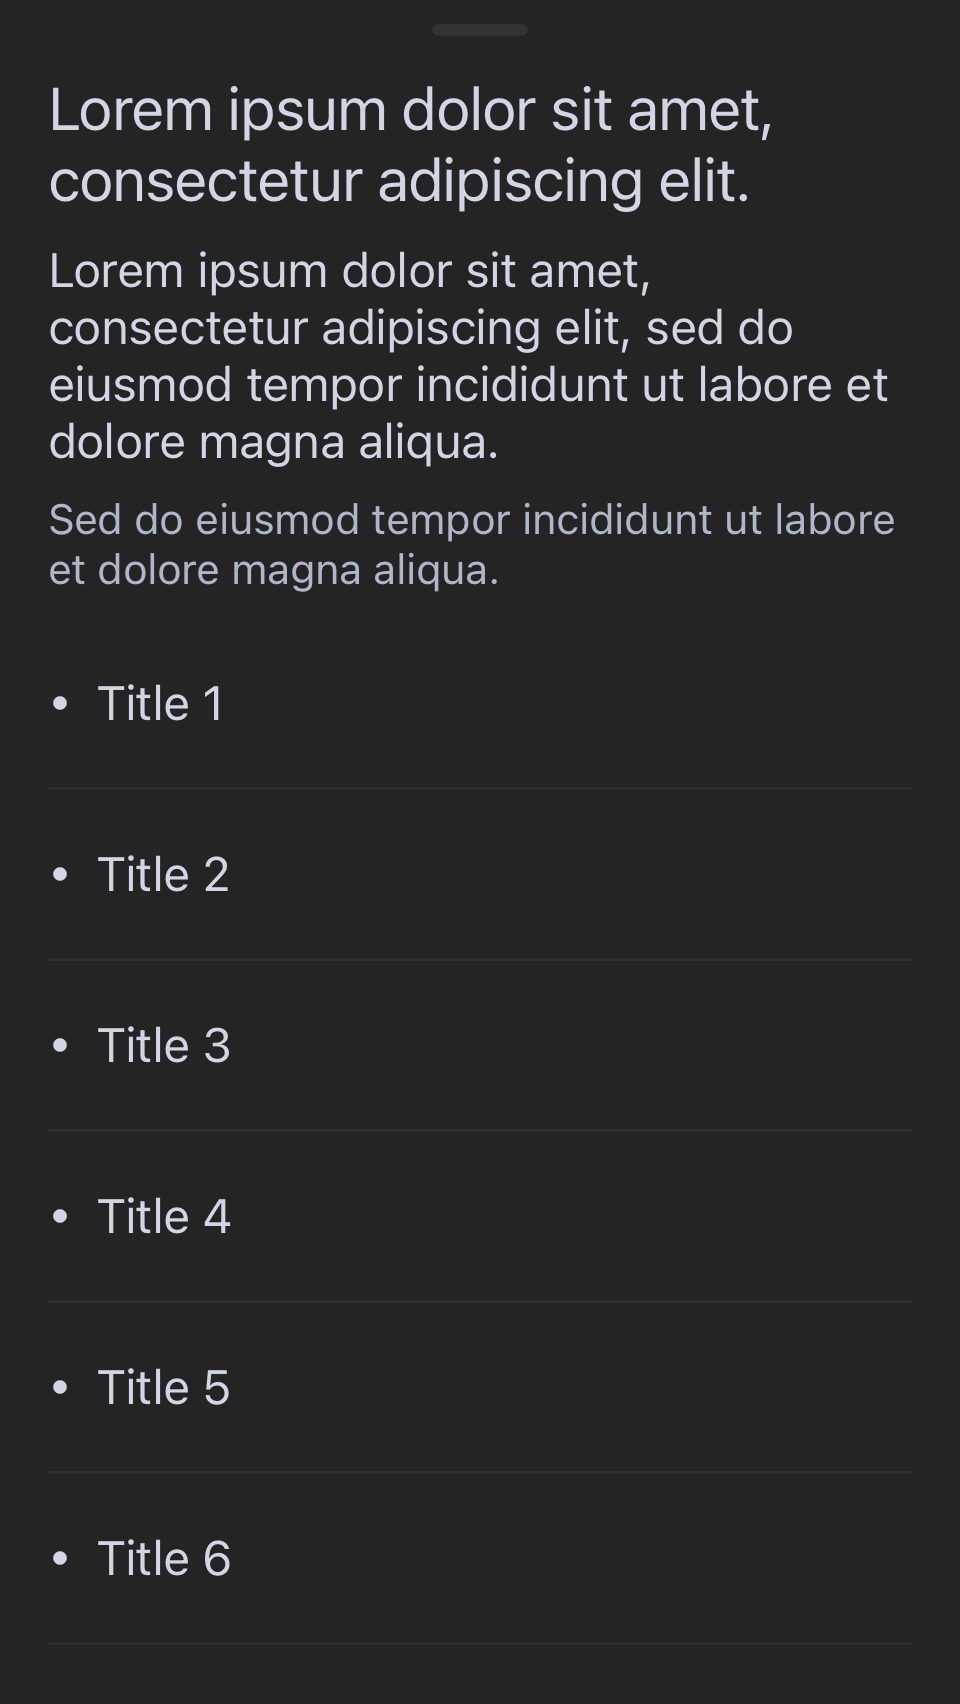 Lorem ipsum dolor sit amet,
consectetur adipiscing elit.
Lorem ipsum dolor sit amet,
consectetur adipiscing elit, sed do
eiusmod tempor incididunt ut labore et
dolore magna aliqua.
Sed do eiusmod tempor incididunt ut labore
et dolore magna aliqua.
• Title 1
• Title 2
• Title 3
• Title 4
• Title 5
• Title 6